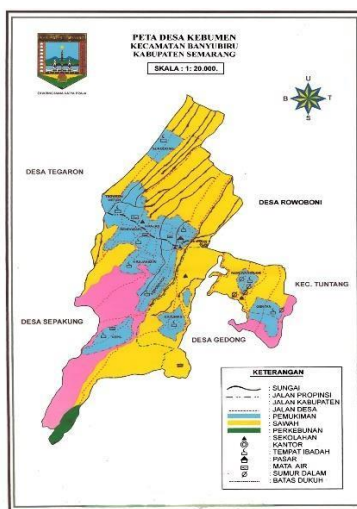 PETA DESA KEBUMEN
KECAMATAN BANYUBIRU
KABUPATEN SEMARANG
SKALA : 1: 20.000.
U
B
T
S
DESA TEGARON
DESA ROWOBONI
KEC. TUNTANG
DESA SEPAKUNG
DESA GEDONG
KETERANGAN
: SUNGAI
: JALAN PROPINSI
: JALAN KABUPATEN
: JALAN DESA
: PEMUKIMAN
: SAWAH
: PERKEBUNAN
: SEKOLAHAN
: KANTOR
: TEMPAT IBADAH
: PASAR
: MATA AIR
: SUMUR DALAM
: BATAS DUKUH